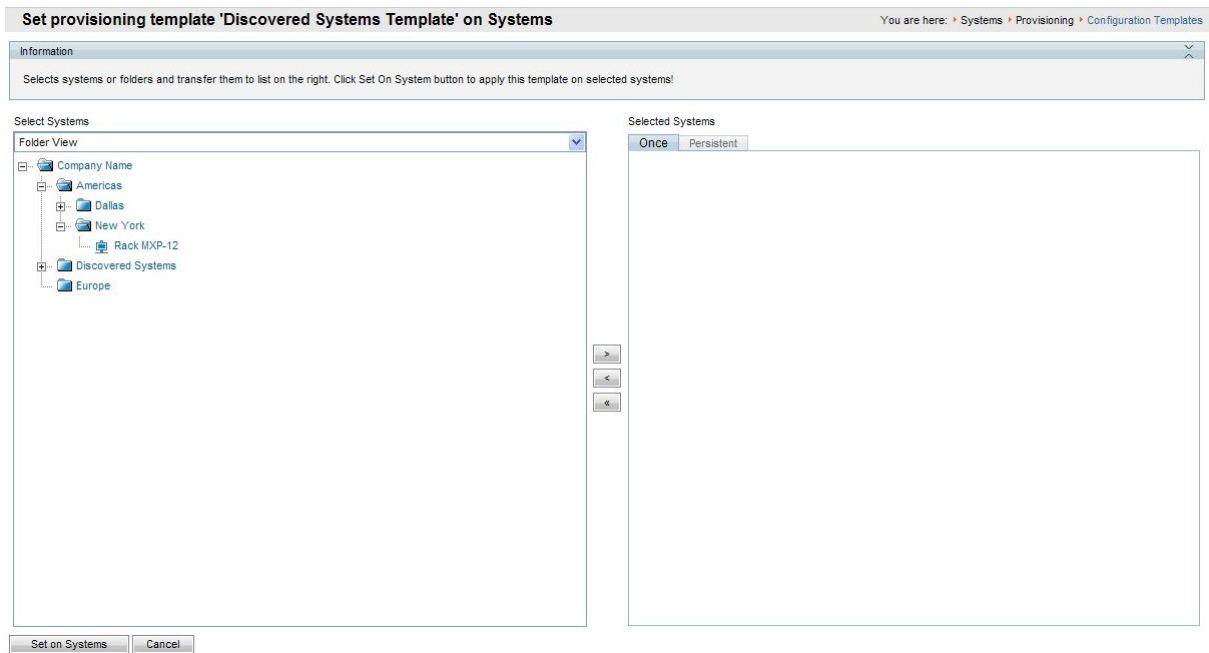 Set provisioning template 'Discovered Systems Template' on Systems
You are here: Systems Provisioning Configuration Templates
Information
Selects systems or folders and transfer them to list on the right. Click Set On System button to apply this template on selected systems!
Select Systems
Folder View
Company Name
Americas
Dallas
New York
Rack MXP-12
Discovered Systems
Europe
>
<
«
Selected Systems
Once Persistent
Set on Systems Cancel